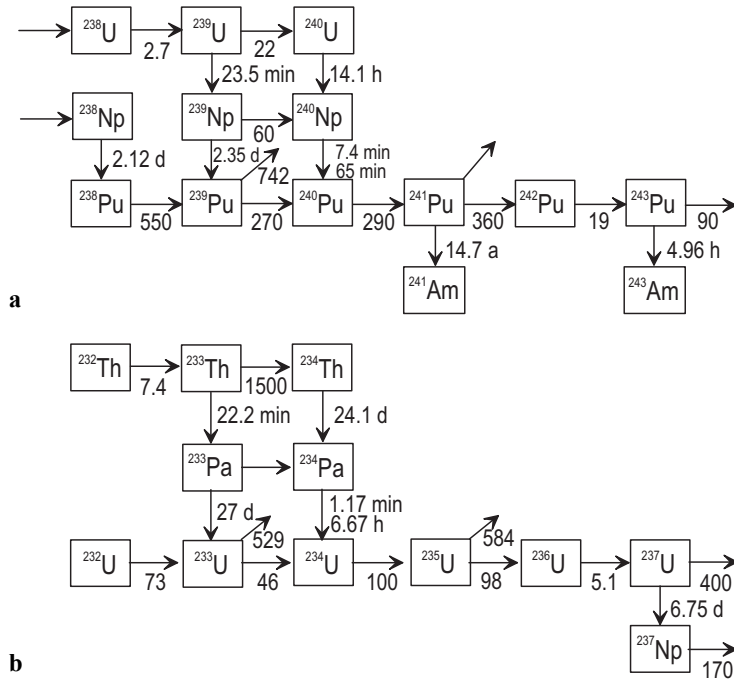 ²³⁸U ²³⁹U ²⁴⁰U
2.7 22
23.5 min 14.1 h
²³⁸Np ²³⁹Np ²⁴⁰Np
60
2.12 d 2.35 d 7.4 min
742 65 min
²³⁸Pu ²³⁹Pu ²⁴⁰Pu ²⁴¹Pu ²⁴²Pu ²⁴³Pu
550 270 290 360 19 90
14.7 a 4.96 h
²⁴¹Am ²⁴³Am
a
²³²Th ²³³Th ²³⁴Th
7.4 1500
22.2 min 24.1 d
²³³Pa ²³⁴Pa
27 d 1.17 min
529 6.67 h 584
²³²U ²³³U ²³⁴U ²³⁵U ²³⁶U ²³⁷U
73 46 100 98 5.1 400
6.75 d
²³⁷Np
170
b